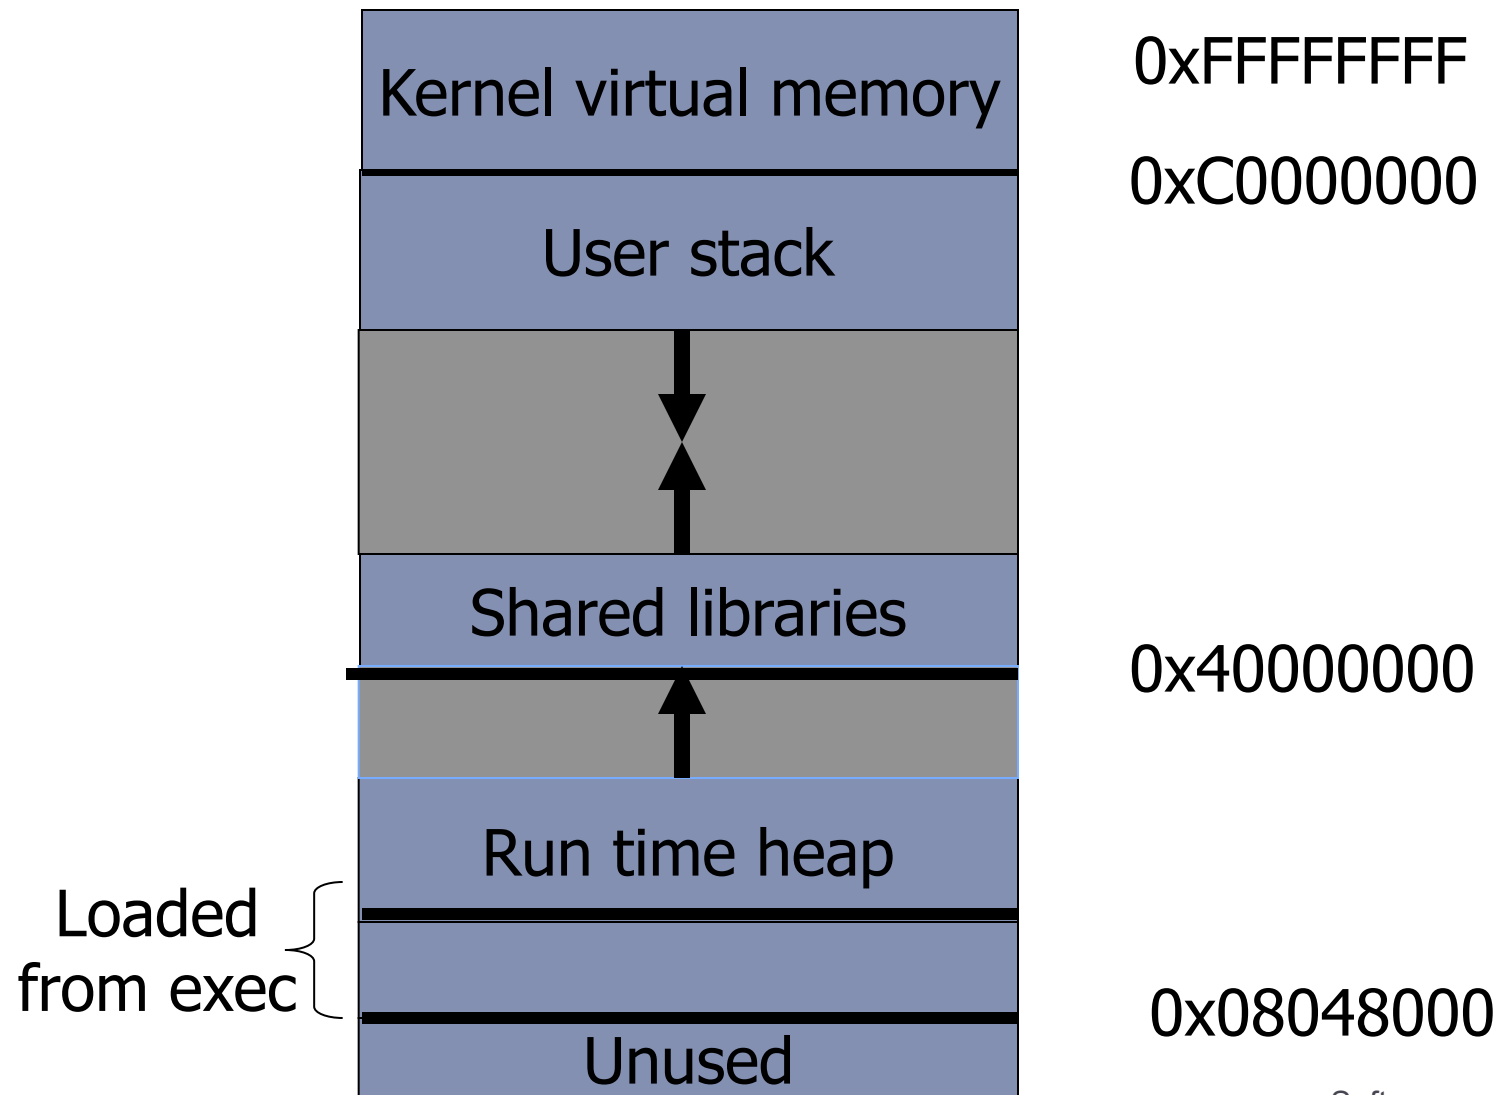 Kernel virtual memory
0xFFFFFFFF
0xC0000000
User stack
Shared libraries
0x40000000
Run time heap
Loaded
from exec
0x08048000
Unused